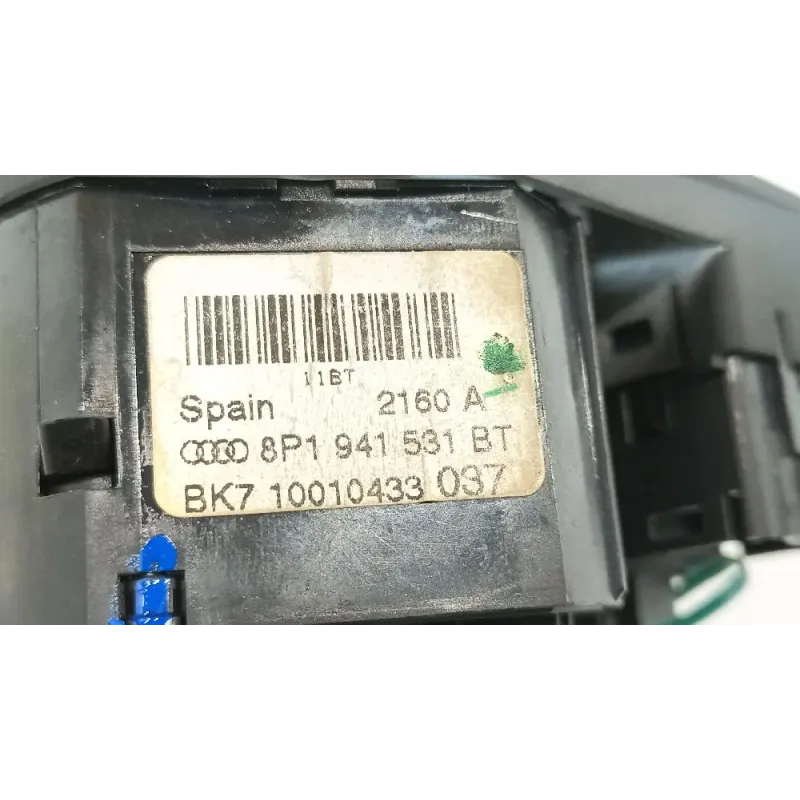 11BT
Spain 2160 A
8P1 941 531 BT
BK7 10010433 037